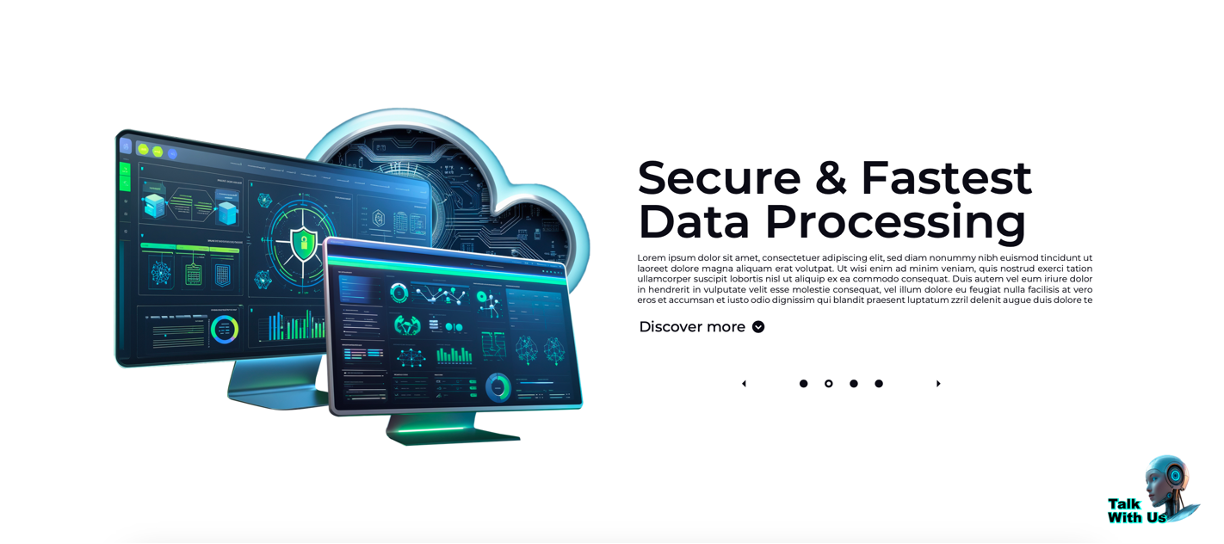 Secure & Fastest
Data Processing
Lorem ipsum dolor sit amet, consectetuer adipiscing elit, sed diam nonummy nibh euismod tincidunt ut
laoreet dolore magna aliquam erat volutpat. Ut wisi enim ad minim veniam, quis nostrud exerci tation
ullamcorper suscipit lobortis nisl ut aliquip ex ea commodo consequat. Duis autem vel eum iriure dolor
in hendrerit in vulputate velit esse molestie consequat, vel illum dolore eu feugiat nulla facilisis at vero
eros et accumsan et iusto odio dignissim qui blandit praesent luptatum zzril delenit augue duis dolore te
Discover more
Talk
With Us